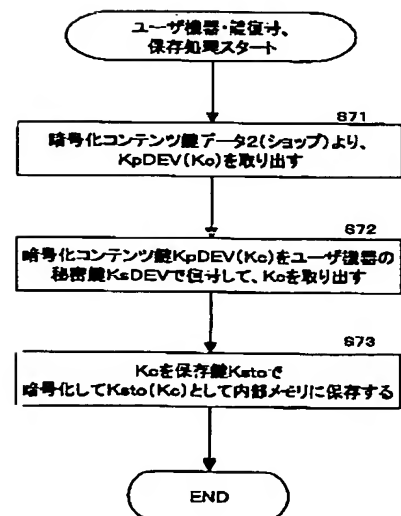 ユーザ機器・鍵復号、
保存処理スタート
S71
暗号化コンテンツ鍵データ2(ショップ)より、
KpDEV(Kc)を取り出す
S72
暗号化コンテンツ鍵KpDEV(Kc)をユーザ機器の
秘密鍵KsDEVで復号して、Kcを取り出す
S73
Kcを保存鍵Kstoで
暗号化してKsto(Kc)として内部メモリに保存する
END